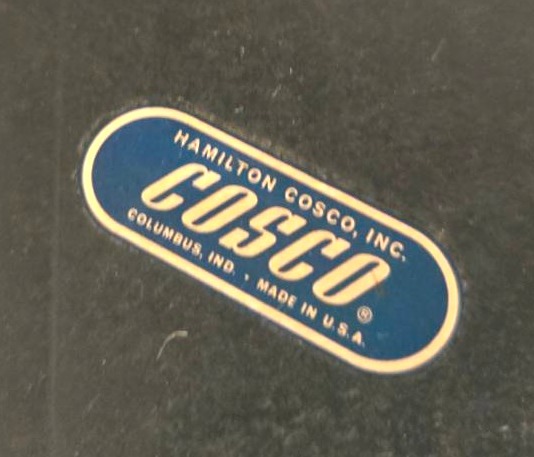 HAMILTON COSCO, INC.
COSCO®
COLUMBUS, IND. • MADE IN U.S.A.